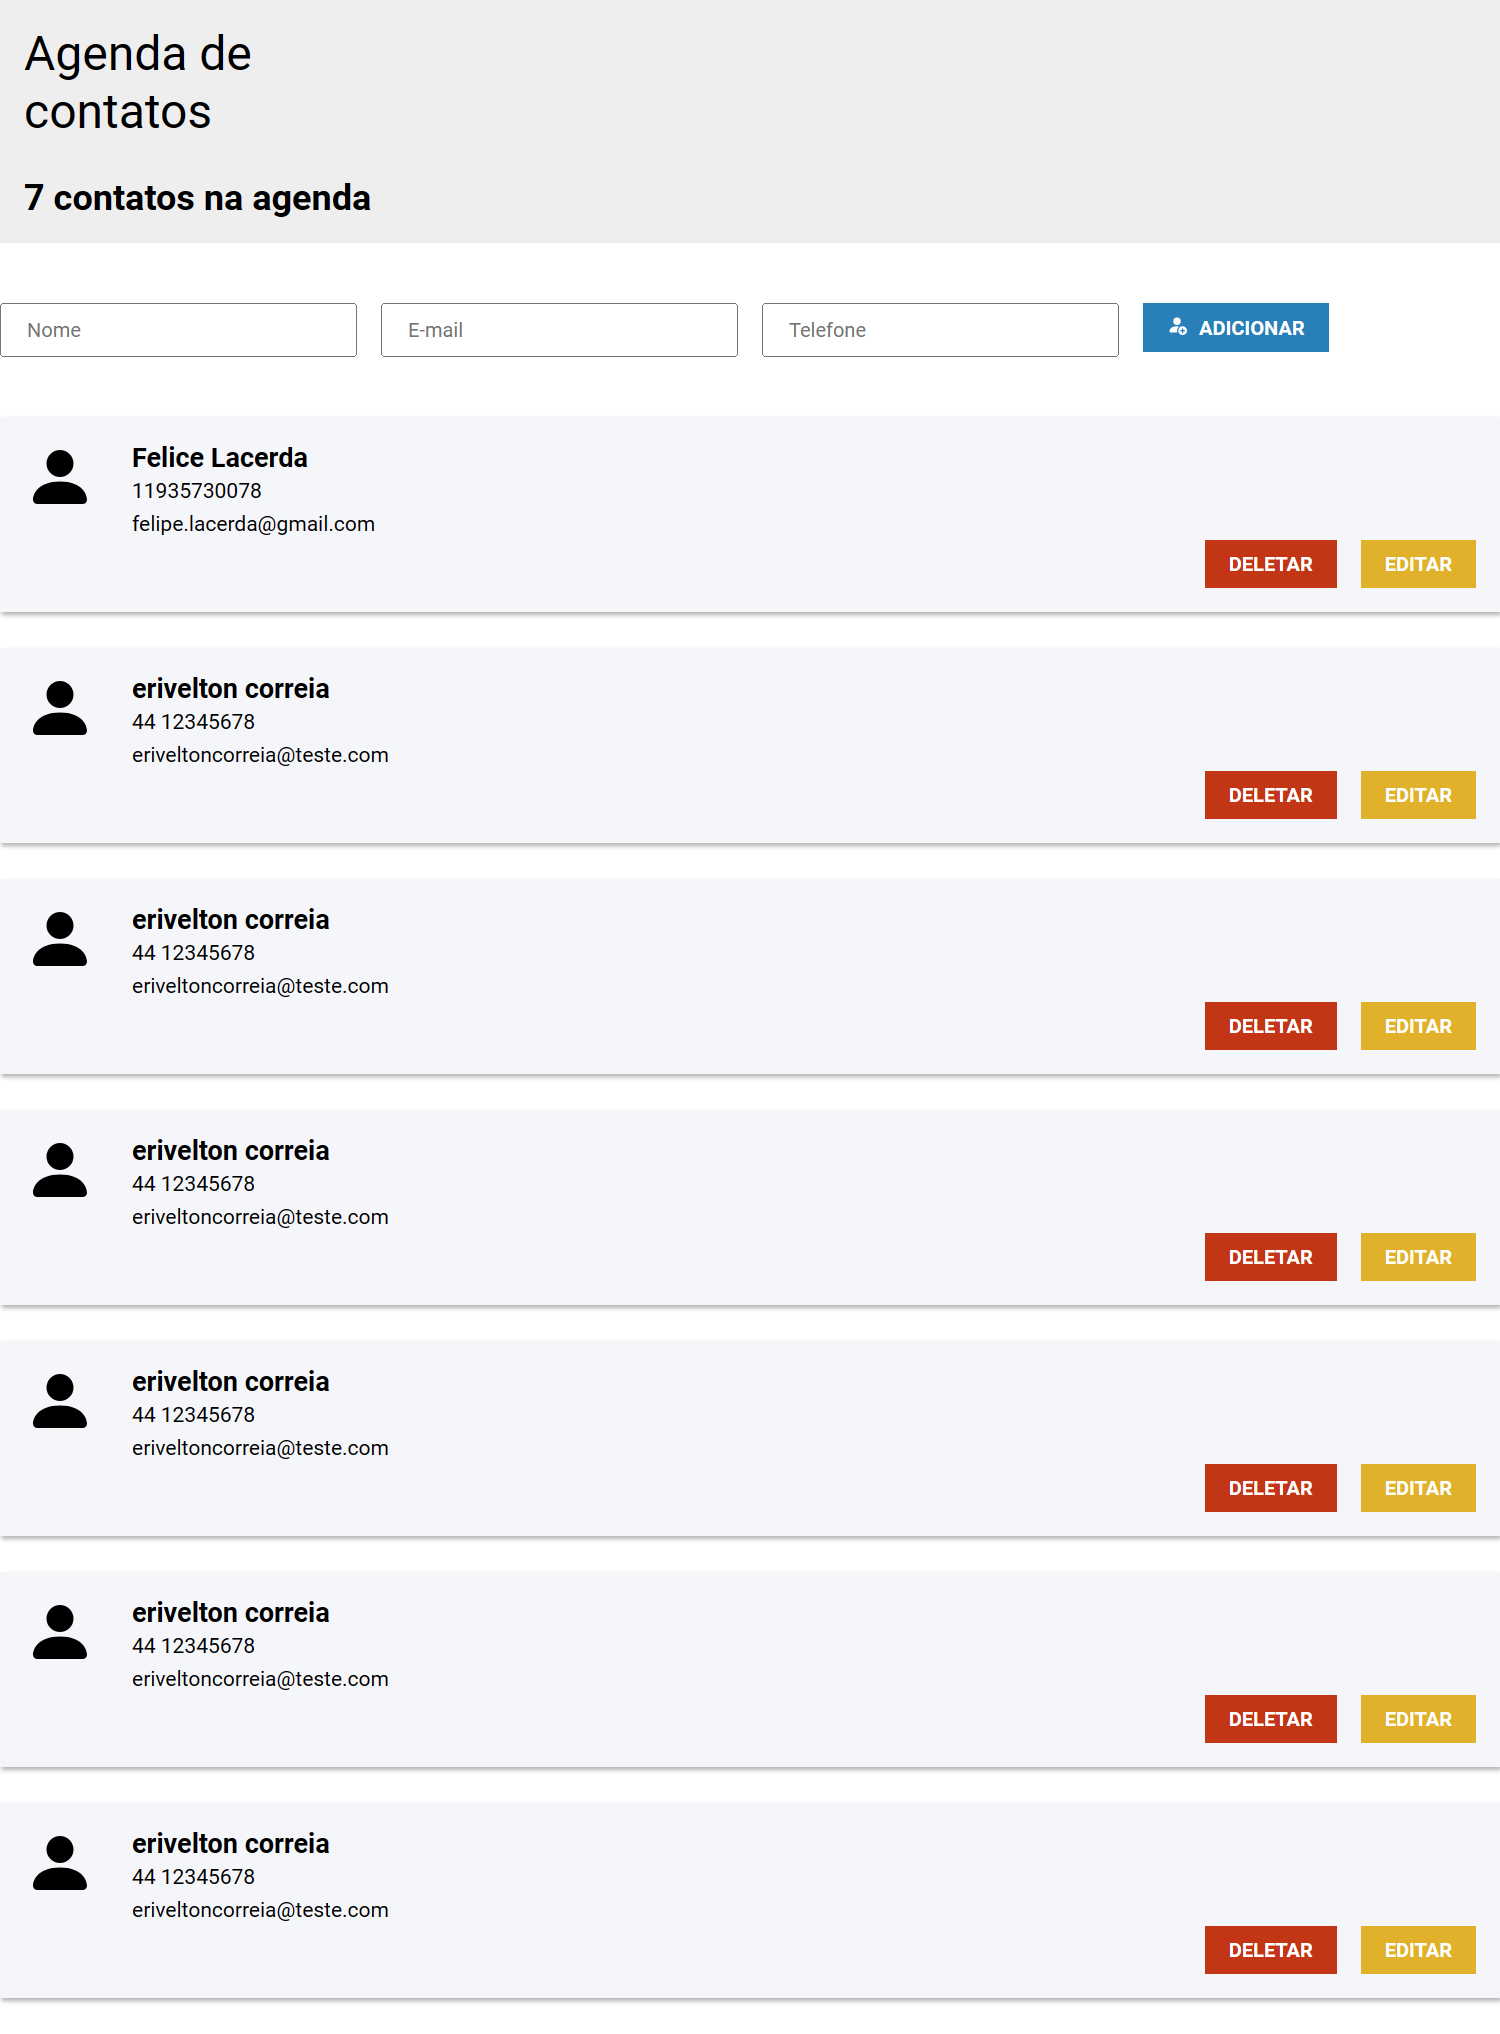 Agenda de
contatos
7 contatos na agenda
Nome
E-mail
Telefone
ADICIONAR
Felice Lacerda
11935730078
felipe.lacerda@gmail.com
DELETAR
EDITAR
erivelton correia
44 12345678
eriveltoncorreia@teste.com
DELETAR
EDITAR
erivelton correia
44 12345678
eriveltoncorreia@teste.com
DELETAR
EDITAR
erivelton correia
44 12345678
eriveltoncorreia@teste.com
DELETAR
EDITAR
erivelton correia
44 12345678
eriveltoncorreia@teste.com
DELETAR
EDITAR
erivelton correia
44 12345678
eriveltoncorreia@teste.com
DELETAR
EDITAR
erivelton correia
44 12345678
eriveltoncorreia@teste.com
DELETAR
EDITAR